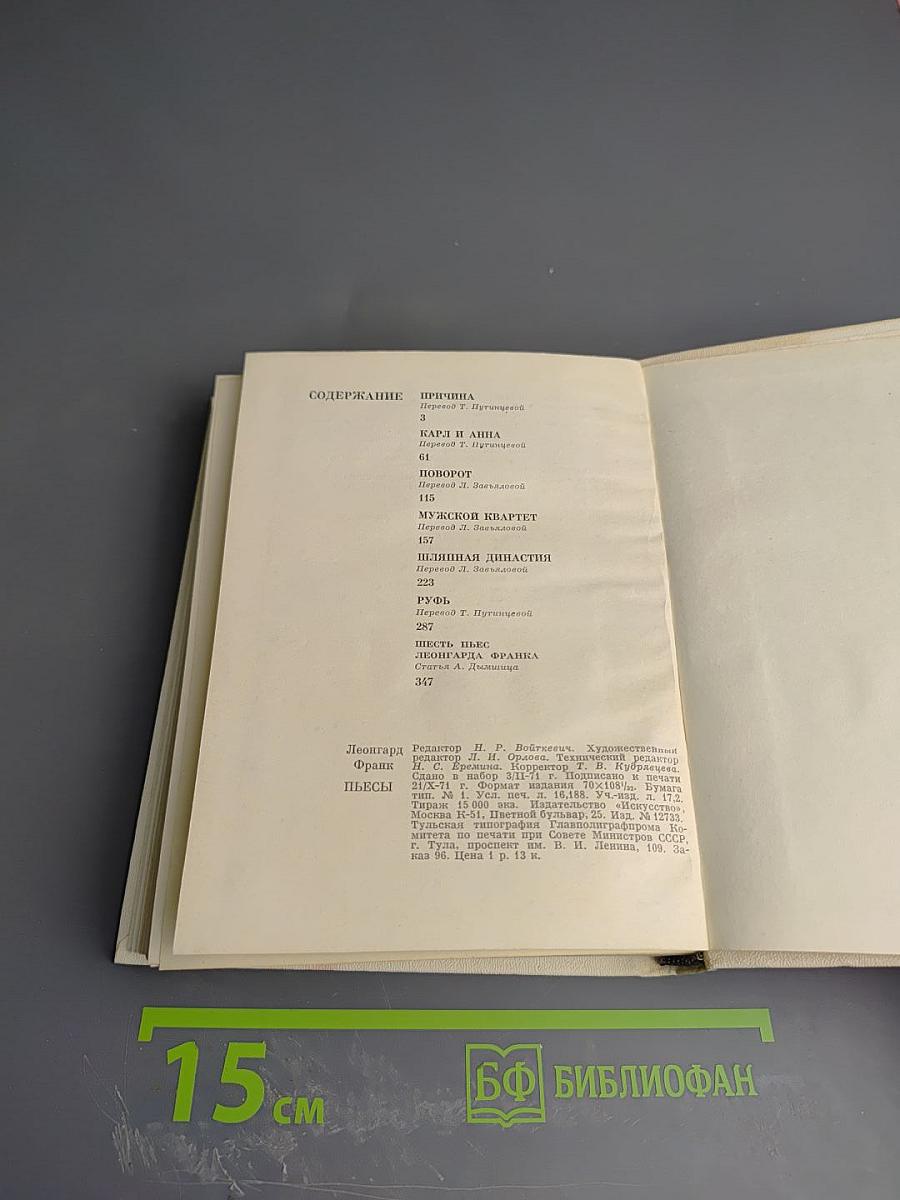 СОДЕРЖАНИЕ
ПРИЧИНА
Перевод Т. Путинцевой
3
КАРЛ И АННА
Перевод Т. Путинцевой
61
ПОВОРОТ
Перевод Л. Завьяловой
115
МУЖСКОЙ КВАРТЕТ
Перевод Л. Завьяловой
157
ШЛЯПНАЯ ДИНАСТИЯ
Перевод Л. Завьяловой
223
РУФЬ
Перевод Т. Путинцевой
287
ШЕСТЬ ПЬЕС
ЛЕОНГАРДА ФРАНКА
Статья А. Дымшица
347
Леонгард
Франк
ПЬЕСЫ
Редактор Н. Р. Войткевич. Художественный
редактор Л. И. Орлова. Технический редактор
Н. С. Еремина. Корректор Т. В. Кудрявцева.
Сдано в набор 3/II-71 г. Подписано к печати
21/X-71 г. Формат издания 70×108¹/₃₂. Бумага
тип. № 1. Усл. печ. л. 16,188. Уч.-изд. л. 17,2.
Тираж 15 000 экз. Издательство «Искусство»,
Москва К-51, Цветной бульвар, 25. Изд. № 12733.
Тульская типография Главполиграфпрома Ко-
митета по печати при Совете Министров СССР,
г. Тула, проспект им. В. И. Ленина, 109. За-
каз 96. Цена 1 р. 13 к.
15 см
БФ БИБЛИОФАН